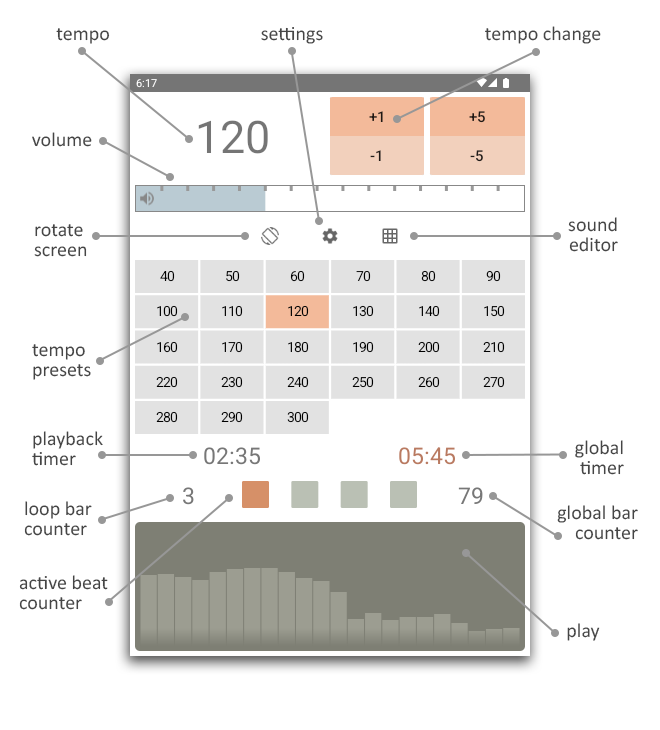 tempo
settings
tempo change
6:17
120
+1
+5
-1
-5
volume
rotate
screen
sound
editor
40 50 60 70 80 90
100 110 120 130 140 150
160 170 180 190 200 210
220 230 240 250 260 270
280 290 300
tempo
presets
playback
timer
02:35
05:45
global
timer
loop bar
counter
3
79
global bar
counter
active beat
counter
play